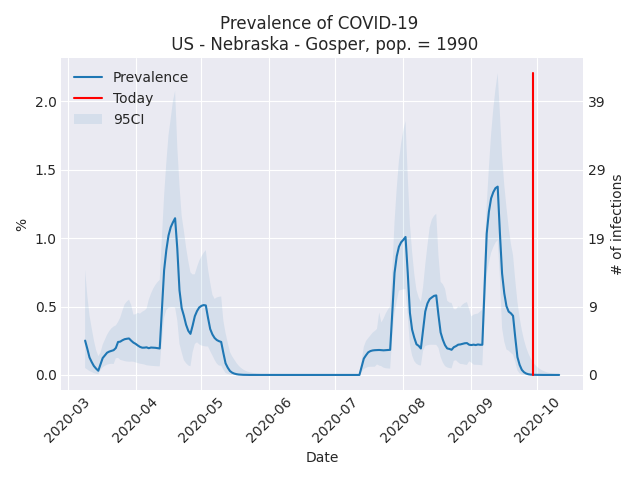 Prevalence of COVID-19
US - Nebraska - Gosper, pop. = 1990
Prevalence
Today
95CI
2.0
1.5
1.0
0.5
0.0
%
39
29
19
9
0
# of infections
2020-03
2020-04
2020-05
2020-06
2020-07
2020-08
2020-09
2020-10
Date